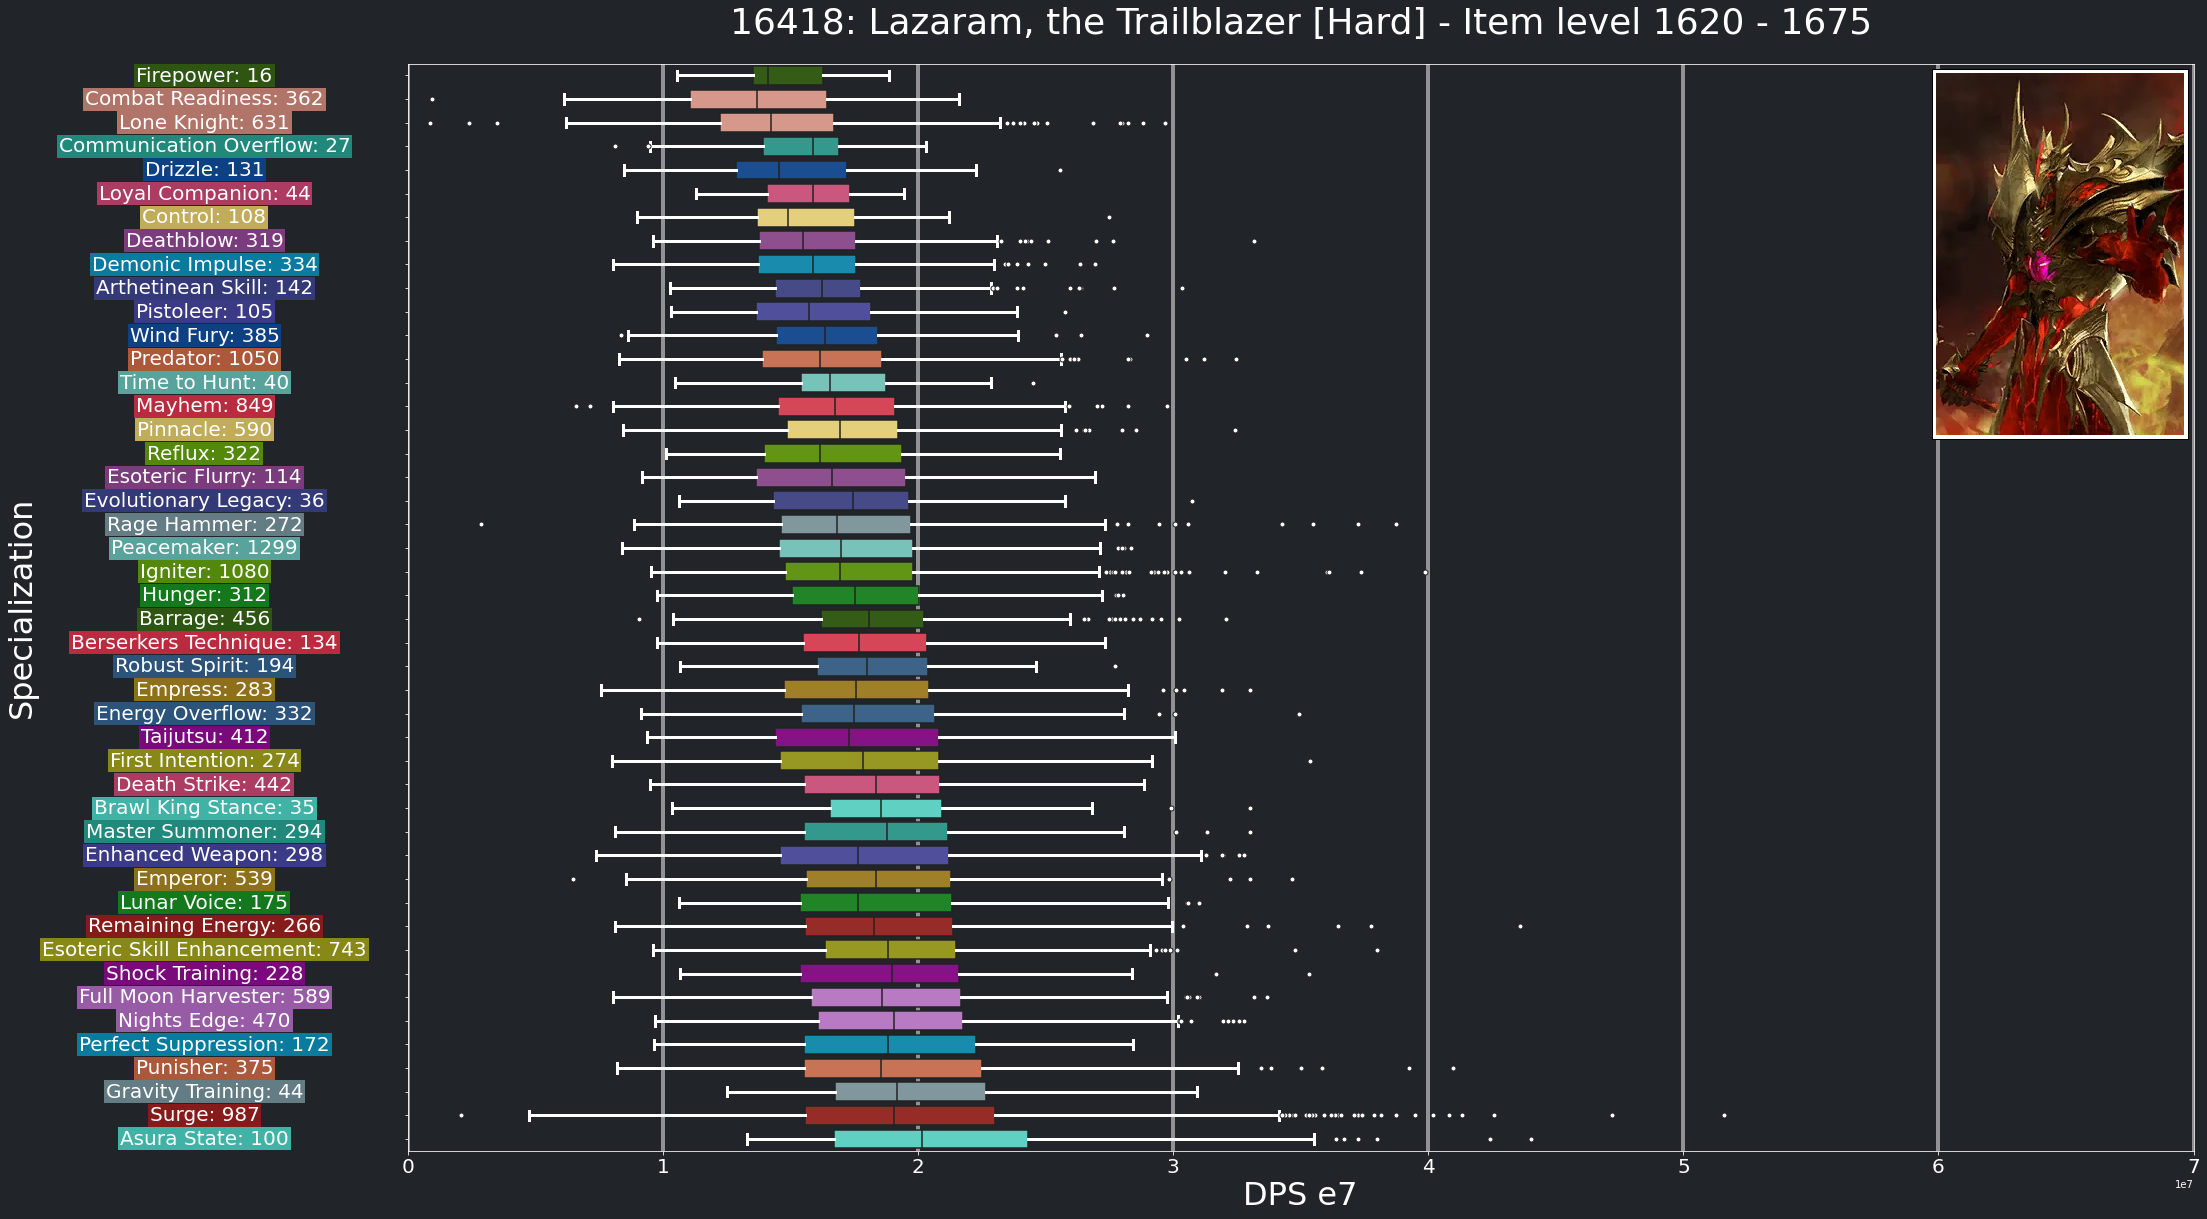 16418: Lazaram, the Trailblazer [Hard] - Item level 1620 - 1675
Specialization
Firepower: 16
Combat Readiness: 362
Lone Knight: 631
Communication Overflow: 27
Drizzle: 131
Loyal Companion: 44
Control: 108
Deathblow: 319
Demonic Impulse: 334
Arthetinean Skill: 142
Pistoleer: 105
Wind Fury: 385
Predator: 1050
Time to Hunt: 40
Mayhem: 849
Pinnacle: 590
Reflux: 322
Esoteric Flurry: 114
Evolutionary Legacy: 36
Rage Hammer: 272
Peacemaker: 1299
Igniter: 1080
Hunger: 312
Barrage: 456
Berserkers Technique: 134
Robust Spirit: 194
Empress: 283
Energy Overflow: 332
Taijutsu: 412
First Intention: 274
Death Strike: 442
Brawl King Stance: 35
Master Summoner: 294
Enhanced Weapon: 298
Emperor: 539
Lunar Voice: 175
Remaining Energy: 266
Esoteric Skill Enhancement: 743
Shock Training: 228
Full Moon Harvester: 589
Nights Edge: 470
Perfect Suppression: 172
Punisher: 375
Gravity Training: 44
Surge: 987
Asura State: 100
0 1 2 3 4 5 6 7
1e7
DPS e7